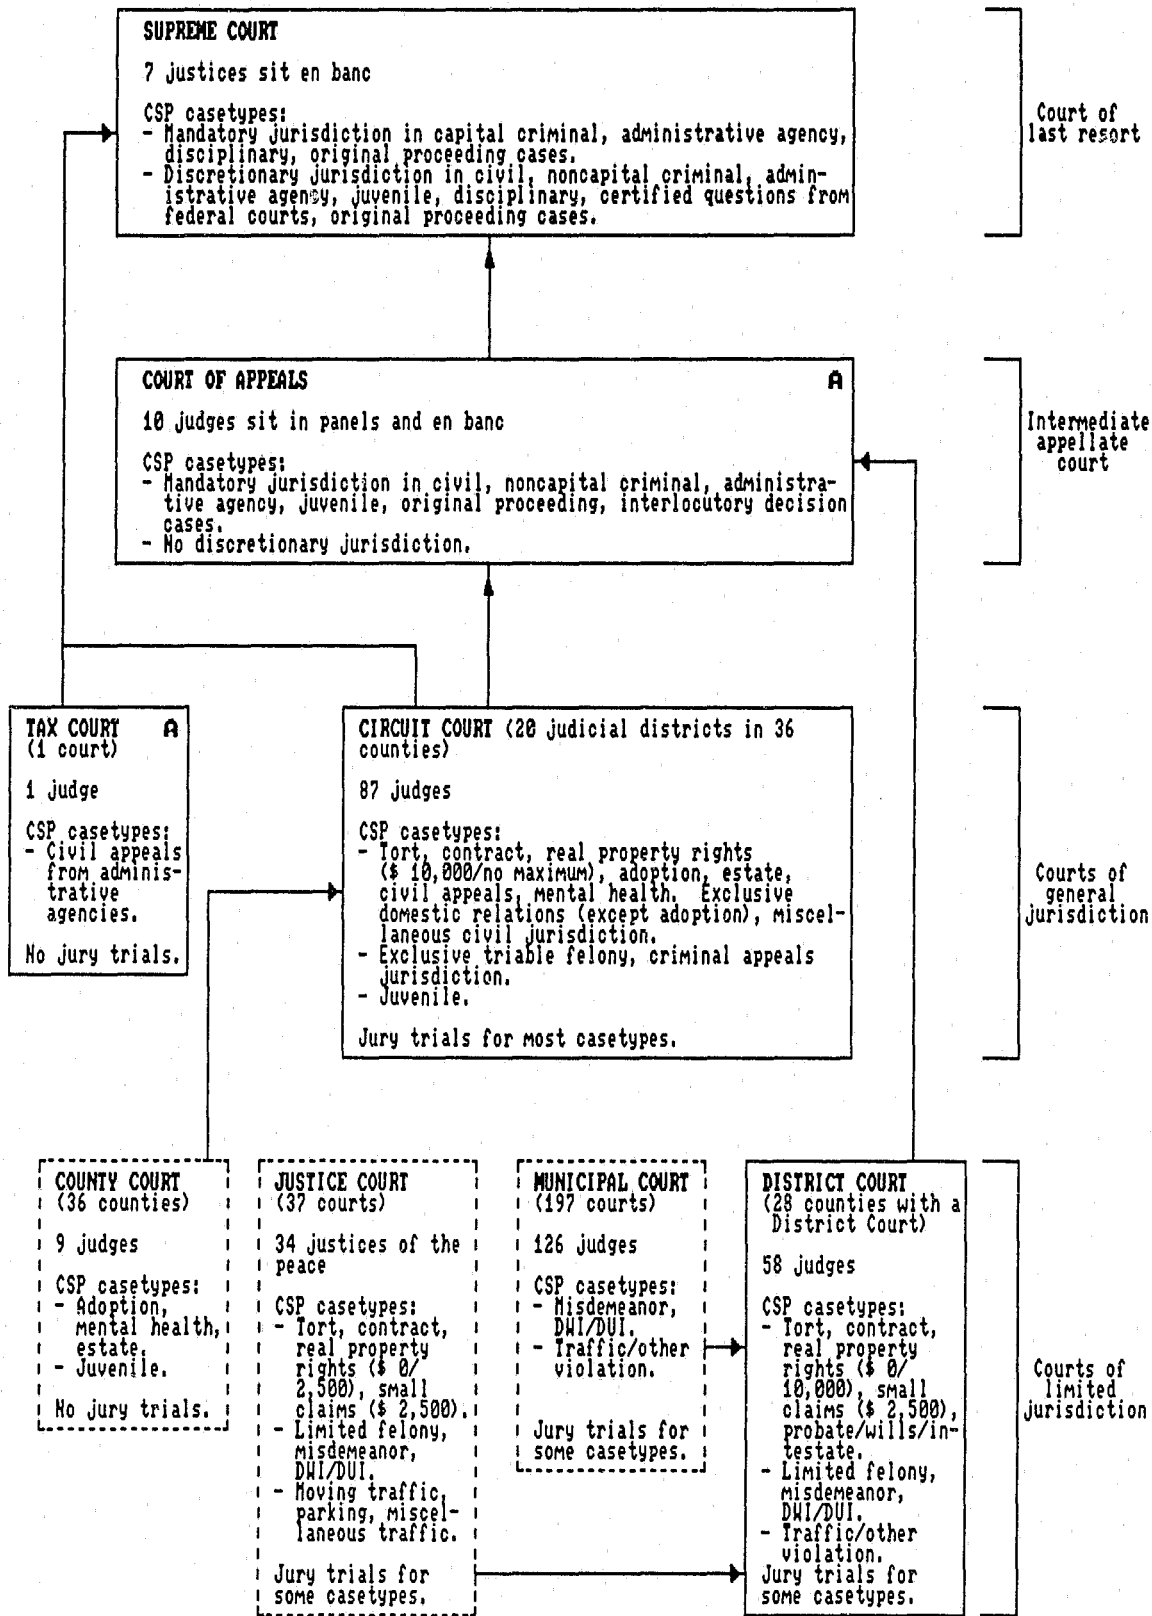 SUPREME COURT
7 justices sit en banc
CSP casetypes:
- Mandatory jurisdiction in capital criminal, administrative agency,
disciplinary, original proceeding cases.
- Discretionary jurisdiction in civil, noncapital criminal, admin-
istrative agency, juvenile, disciplinary, certified questions from
federal courts, original proceeding cases.
Court of
last resort
COURT OF APPEALS
A
10 judges sit in panels and en banc
CSP casetypes:
- Mandatory jurisdiction in civil, noncapital criminal, administra-
tive agency, juvenile, original proceeding, interlocutory decision
cases.
- No discretionary jurisdiction.
Intermediate
appellate
court
TAX COURT
A
(1 court)
1 judge
CSP casetypes:
- Civil appeals
from adminis-
trative
agencies.
No jury trials.
CIRCUIT COURT (20 judicial districts in 36
counties)
87 judges
CSP casetypes:
- Tort, contract, real property rights
($ 10,000/no maximum), adoption, estate,
civil appeals, mental health. Exclusive
domestic relations (except adoption), miscel-
laneous civil jurisdiction.
- Exclusive triable felony, criminal appeals
jurisdiction.
- Juvenile.
Jury trials for most casetypes.
Courts of
general
jurisdiction
COUNTY COURT
(36 counties)
9 judges
CSP casetypes:
- Adoption,
mental health,
estate.
- Juvenile.
No jury trials.
JUSTICE COURT
(37 courts)
34 justices of the
peace
CSP casetypes:
- Tort, contract,
real property
rights ($ 0/
2,500), small
claims ($ 2,500).
- Limited felony,
misdemeanor,
DWI/DUI.
- Moving traffic,
parking, miscel-
laneous traffic.
Jury trials for
some casetypes.
MUNICIPAL COURT
(197 courts)
126 judges
CSP casetypes:
- Misdemeanor,
DWI/DUI.
- Traffic/other
violation.
Jury trials for
some casetypes.
DISTRICT COURT
(28 counties with a
District Court)
58 judges
CSP casetypes:
- Tort, contract,
real property
rights ($ 0/
10,000), small
claims ($ 2,500),
probate/wills/in-
testate.
- Limited felony,
misdemeanor,
DWI/DUI.
- Traffic/other
violation.
Jury trials for
some casetypes.
Courts of
limited
jurisdiction